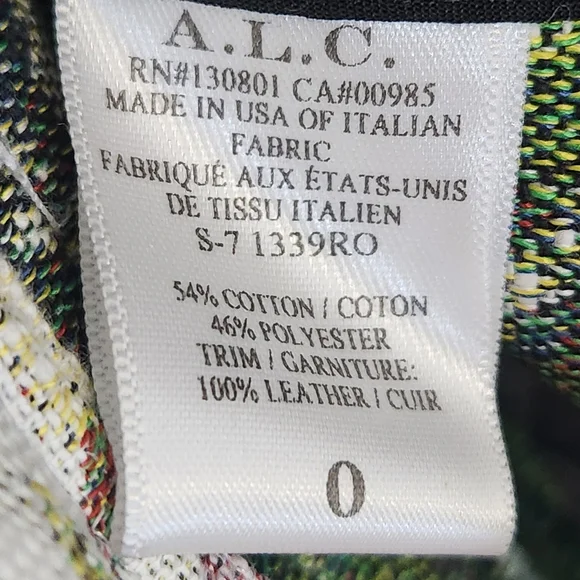 A.L.C.
RN#130801 CA#00985
MADE IN USA OF ITALIAN
FABRIC
FABRIQUÉ AUX ÉTATS-UNIS
DE TISSU ITALIEN
S-7 1339RO
54% COTTON / COTON
46% POLYESTER
TRIM / GARNITURE:
100% LEATHER / CUIR
0